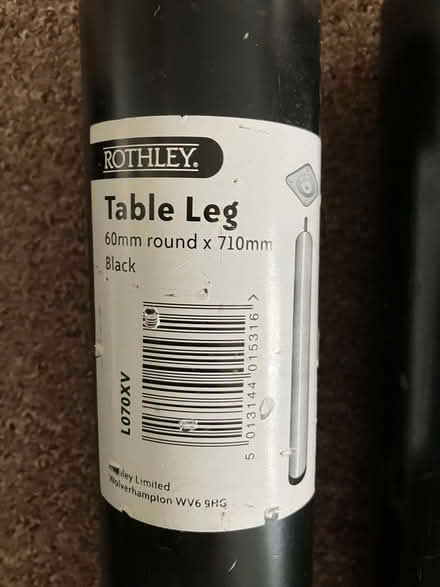 ROTHLEY®
Table Leg
60mm round x 710mm
Black
L070XV
5 013144 015316 >
Limited
Wolverhampton WV6 9HG